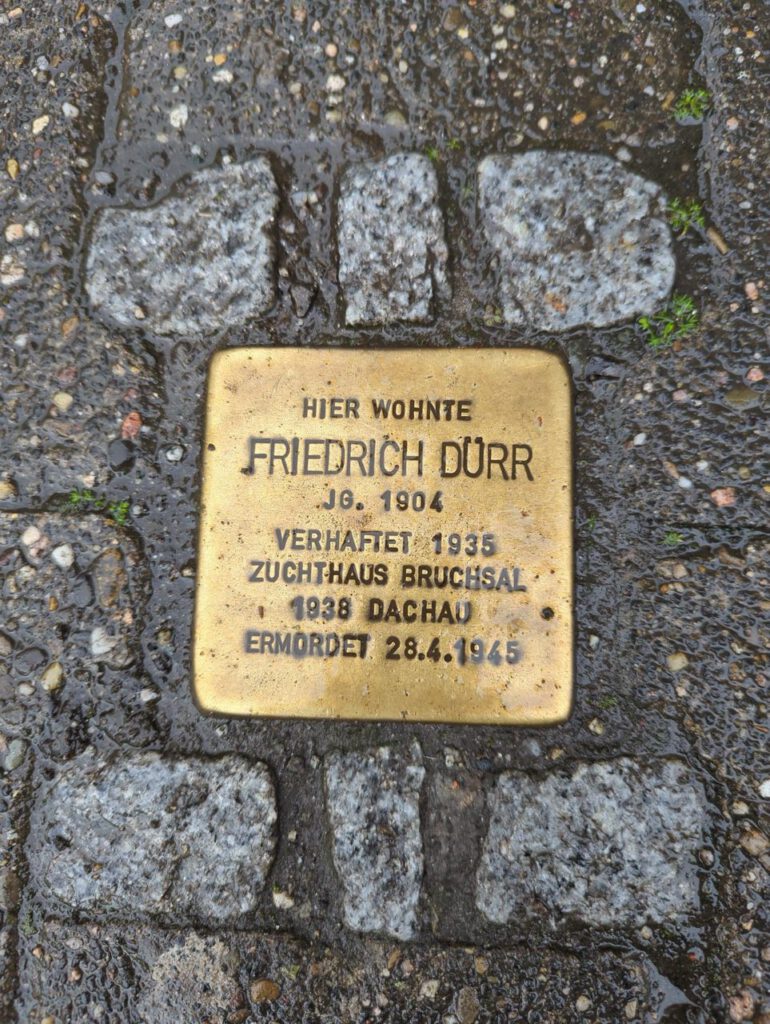 HIER WOHNTE
FRIEDRICH DÜRR
JG. 1904
VERHAFTET 1935
ZUCHTHAUS BRUCHSAL
1938 DACHAU
ERMORDET 28.4.1945